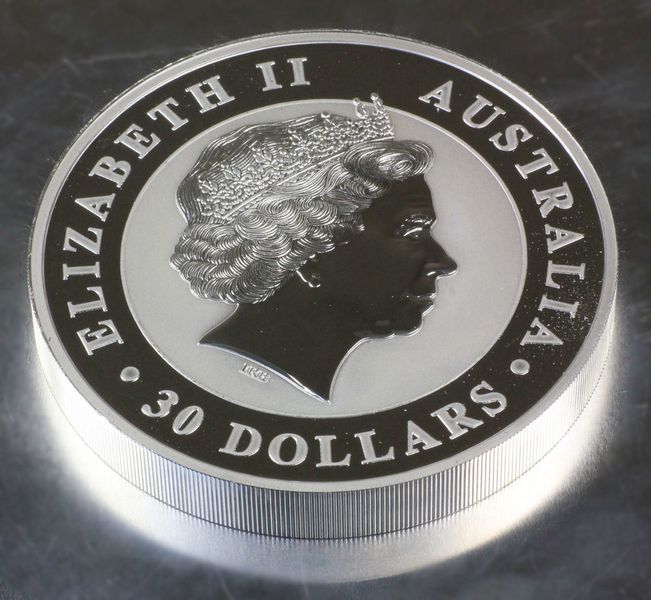 ELIZABETH II
AUSTRALIA
30 DOLLARS
IRB